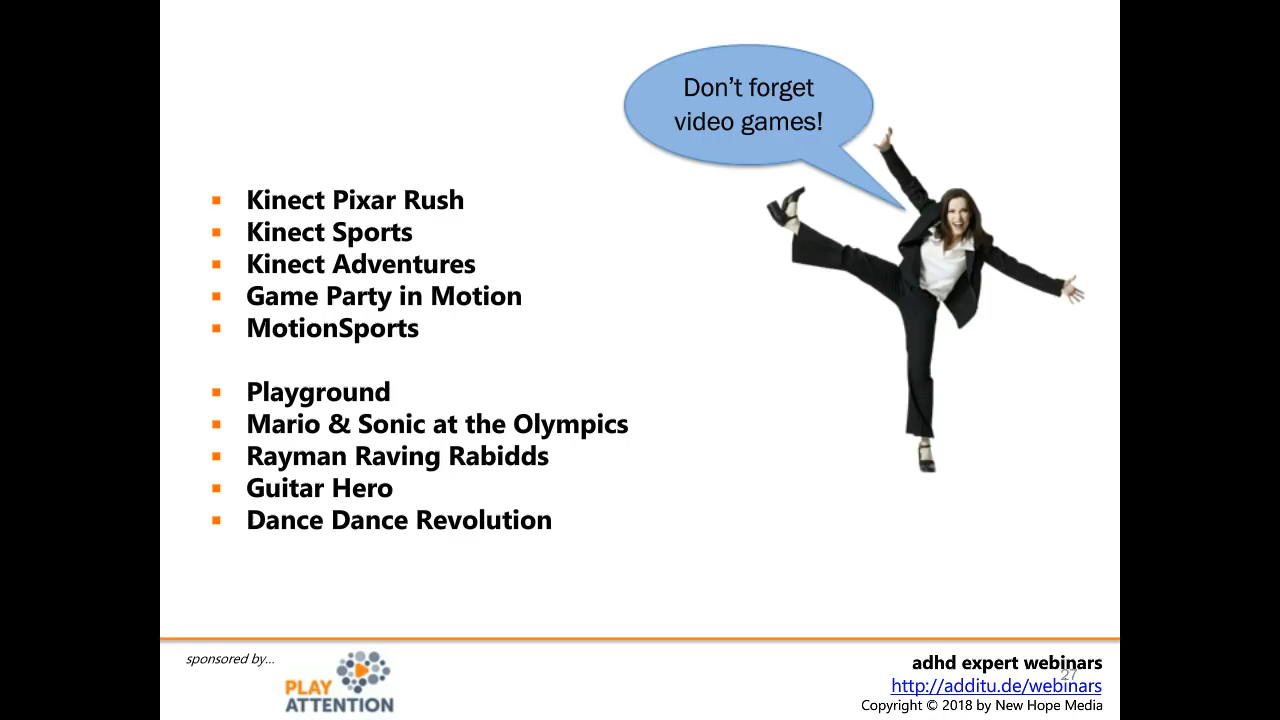 Don't forget
video games!
▪ Kinect Pixar Rush
▪ Kinect Sports
▪ Kinect Adventures
▪ Game Party in Motion
▪ MotionSports
▪ Playground
▪ Mario & Sonic at the Olympics
▪ Rayman Raving Rabidds
▪ Guitar Hero
▪ Dance Dance Revolution
sponsored by...
PLAY
ATTENTION
adhd expert webinars
27
http://additu.de/webinars
Copyright © 2018 by New Hope Media